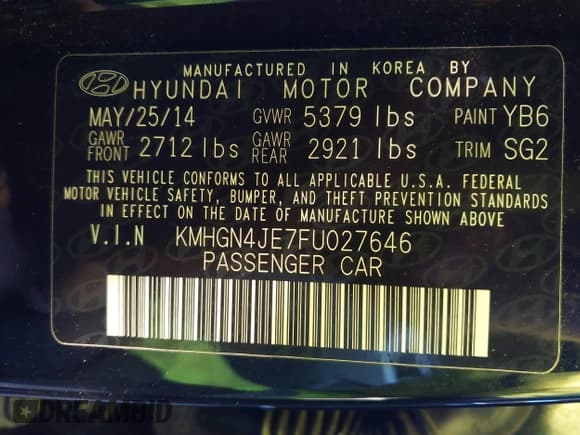 MANUFACTURED IN KOREA BY
HYUNDAI MOTOR COMPANY
MAY/25/14 GVWR 5379 lbs PAINT YB6
GAWR FRONT 2712 lbs GAWR REAR 2921 lbs TRIM SG2
THIS VEHICLE CONFORMS TO ALL APPLICABLE U.S.A. FEDERAL
MOTOR VEHICLE SAFETY, BUMPER, AND THEFT PREVENTION STANDARDS
IN EFFECT ON THE DATE OF MANUFACTURE SHOWN ABOVE
V.I.N KMHGN4JE7FU027646
PASSENGER CAR
DREAMBID